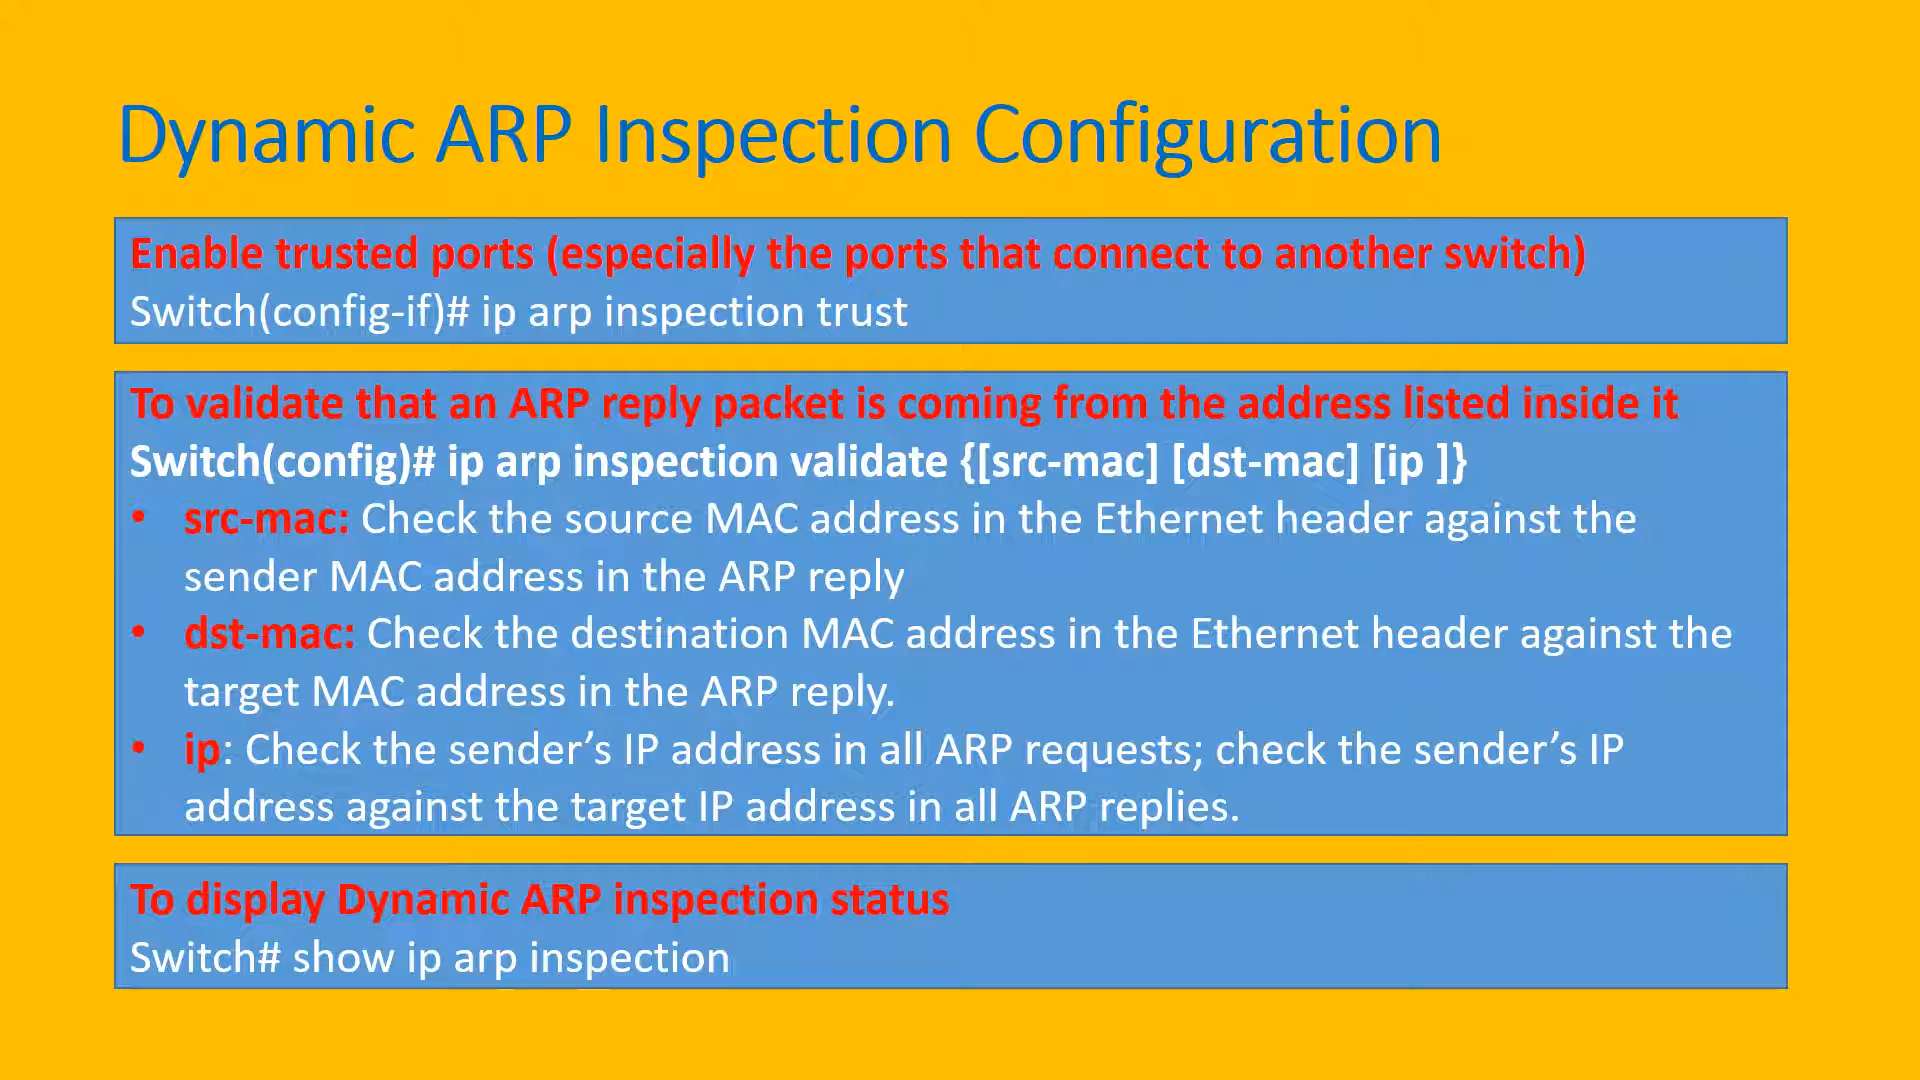 Dynamic ARP Inspection Configuration
Enable trusted ports (especially the ports that connect to another switch)
Switch(config-if)# ip arp inspection trust
To validate that an ARP reply packet is coming from the address listed inside it
Switch(config)# ip arp inspection validate {[src-mac] [dst-mac] [ip ]}
• src-mac: Check the source MAC address in the Ethernet header against the
sender MAC address in the ARP reply
• dst-mac: Check the destination MAC address in the Ethernet header against the
target MAC address in the ARP reply.
• ip: Check the sender’s IP address in all ARP requests; check the sender’s IP
address against the target IP address in all ARP replies.
To display Dynamic ARP inspection status
Switch# show ip arp inspection